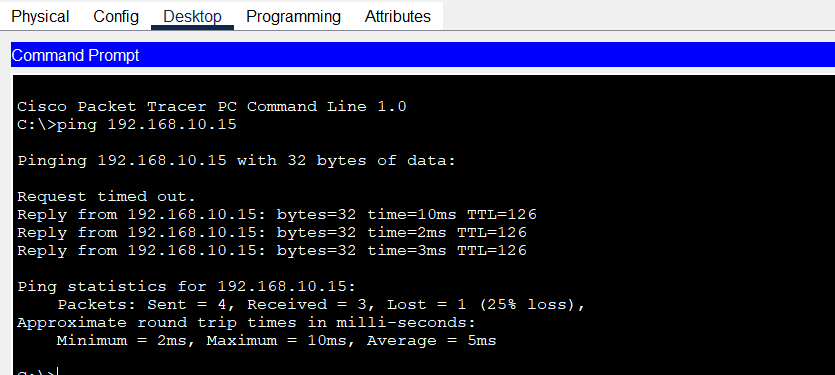 Physical Config Desktop Programming Attributes
Command Prompt
Cisco Packet Tracer PC Command Line 1.0
C:\>ping 192.168.10.15
Pinging 192.168.10.15 with 32 bytes of data:
Request timed out.
Reply from 192.168.10.15: bytes=32 time=10ms TTL=126
Reply from 192.168.10.15: bytes=32 time=2ms TTL=126
Reply from 192.168.10.15: bytes=32 time=3ms TTL=126
Ping statistics for 192.168.10.15:
Packets: Sent = 4, Received = 3, Lost = 1 (25% loss),
Approximate round trip times in milli-seconds:
Minimum = 2ms, Maximum = 10ms, Average = 5ms
C:\>